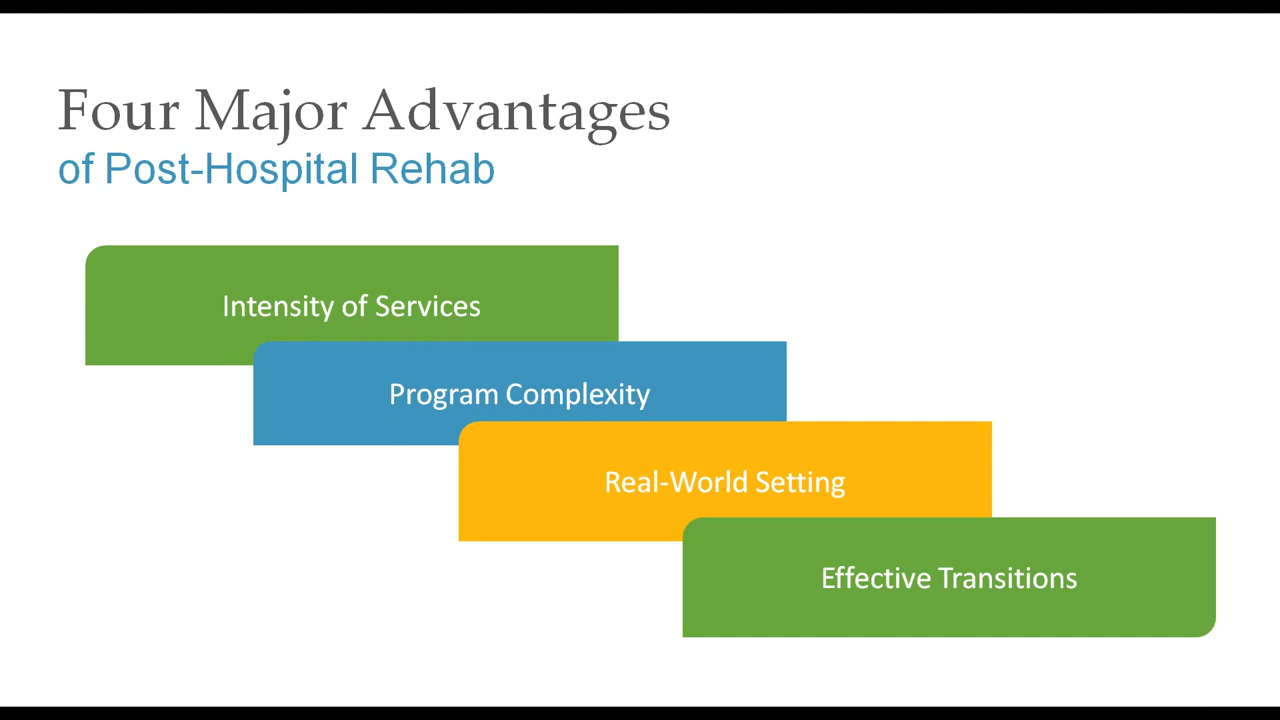 Four Major Advantages
of Post-Hospital Rehab
Intensity of Services
Program Complexity
Real-World Setting
Effective Transitions